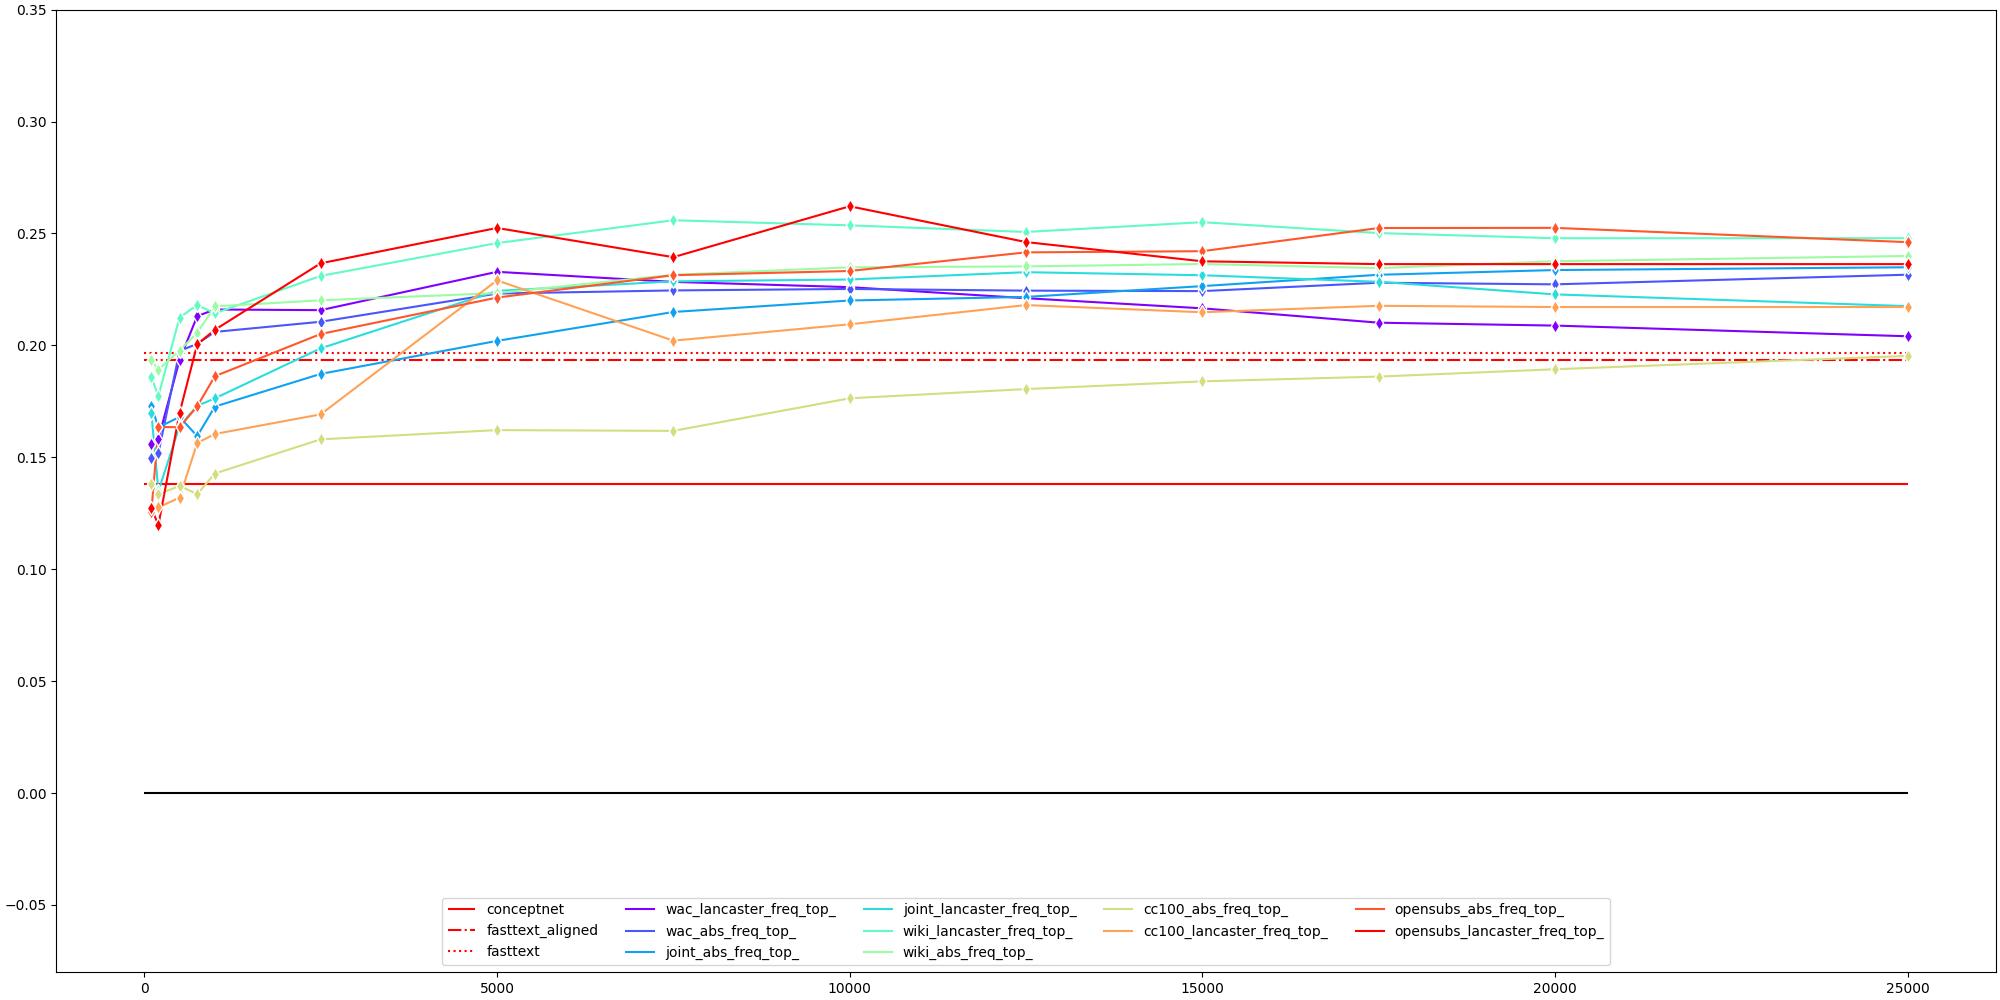 0.35
0.30
0.25
0.20
0.15
0.10
0.05
0.00
−0.05
conceptnet
fasttext_aligned
fasttext
wac_lancaster_freq_top_
wac_abs_freq_top_
joint_abs_freq_top_
joint_lancaster_freq_top_
wiki_lancaster_freq_top_
wiki_abs_freq_top_
cc100_abs_freq_top_
cc100_lancaster_freq_top_
opensubs_abs_freq_top_
opensubs_lancaster_freq_top_
0 5000 10000 15000 20000 25000